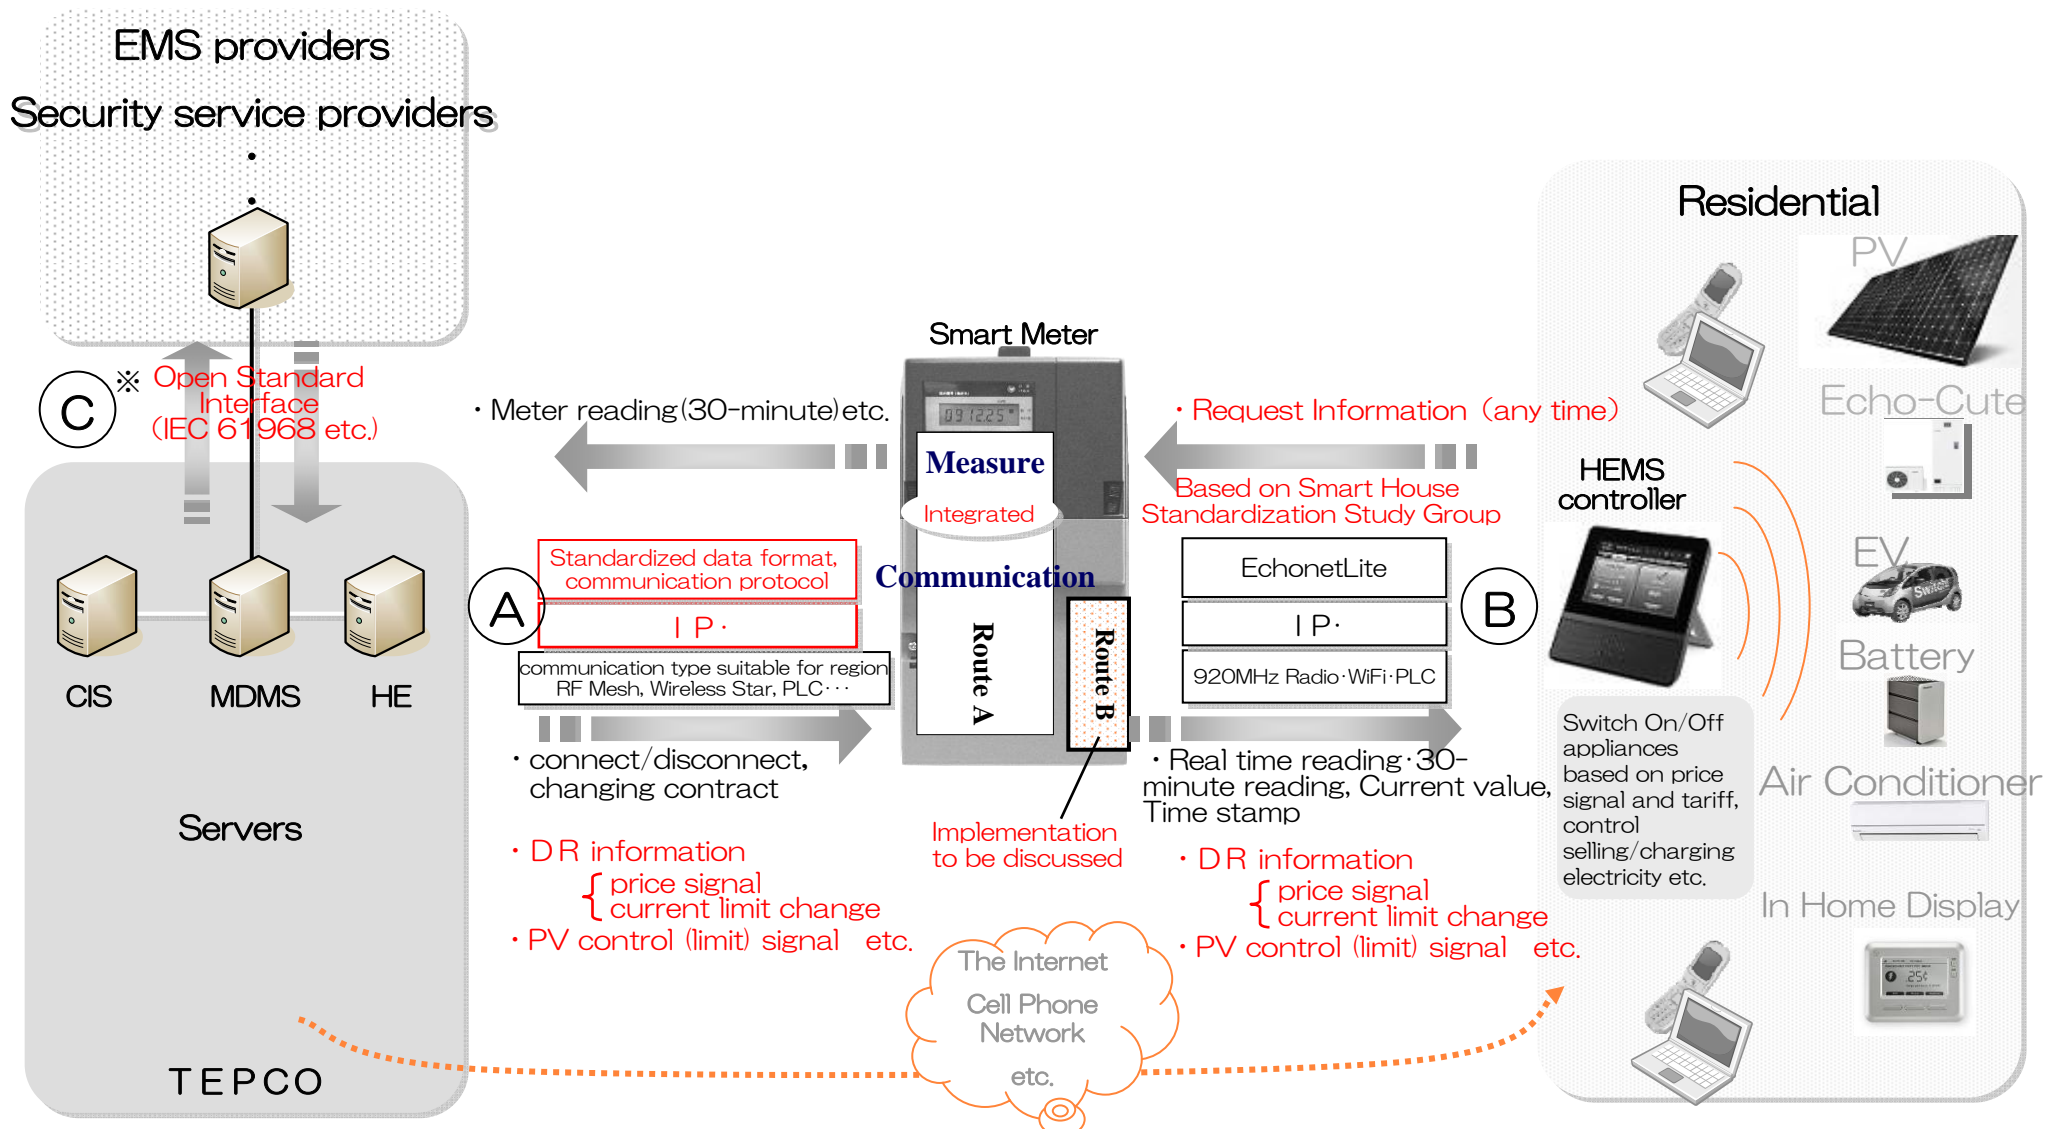 EMS providers
Security service providers
・
・
C
※
Open Standard
Interface
(IEC 61968 etc.)
CIS
MDMS
HE
Servers
TEPCO
・Meter reading(30-minute)etc.
A
Standardized data format,
communication protocol
IP・
communication type suitable for region
RF Mesh, Wireless Star, PLC・・・
・connect/disconnect,
changing contract
・DR information
price signal
current limit change
・PV control (limit) signal etc.
Smart Meter
Measure
Integrated
Communication
Route A
Route B
Implementation
to be discussed
The Internet
Cell Phone
Network
etc.
・Request Information (any time)
Based on Smart House
Standardization Study Group
EchonetLite
IP・
920MHz Radio・WiFi・PLC
B
・Real time reading・30-
minute reading, Current value,
Time stamp
・DR information
price signal
current limit change
・PV control (limit) signal etc.
Residential
PV
Echo-Cute
HEMS
controller
EV
Battery
Switch On/Off
appliances
based on price
signal and tariff,
control
selling/charging
electricity etc.
Air Conditioner
In Home Display